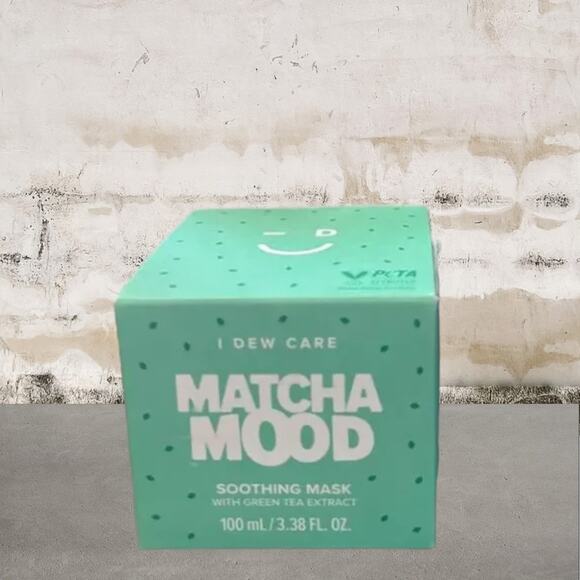 – D
PETA
I DEW CARE
MATCHA
MOOD
SOOTHING MASK
WITH GREEN TEA EXTRACT
100 mL / 3.38 FL. OZ.